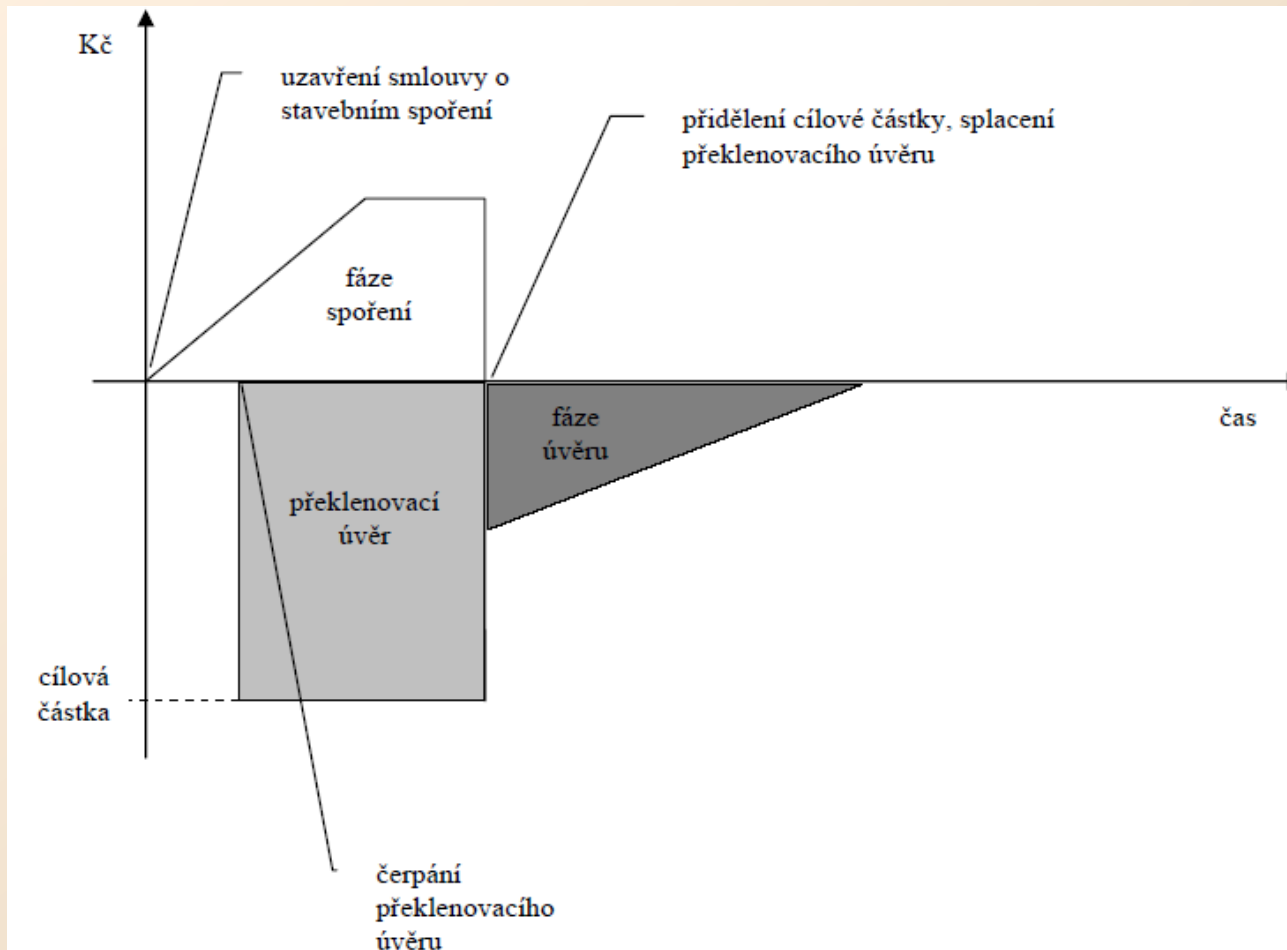 Kč
uzavření smlouvy o
stavebním spoření
přidělení cílové částky, splacení
překlenovacího úvěru
fáze
spoření
fáze
úvěru
čas
překlenovací
úvěr
cílová
částka
čerpání
překlenovacího
úvěru